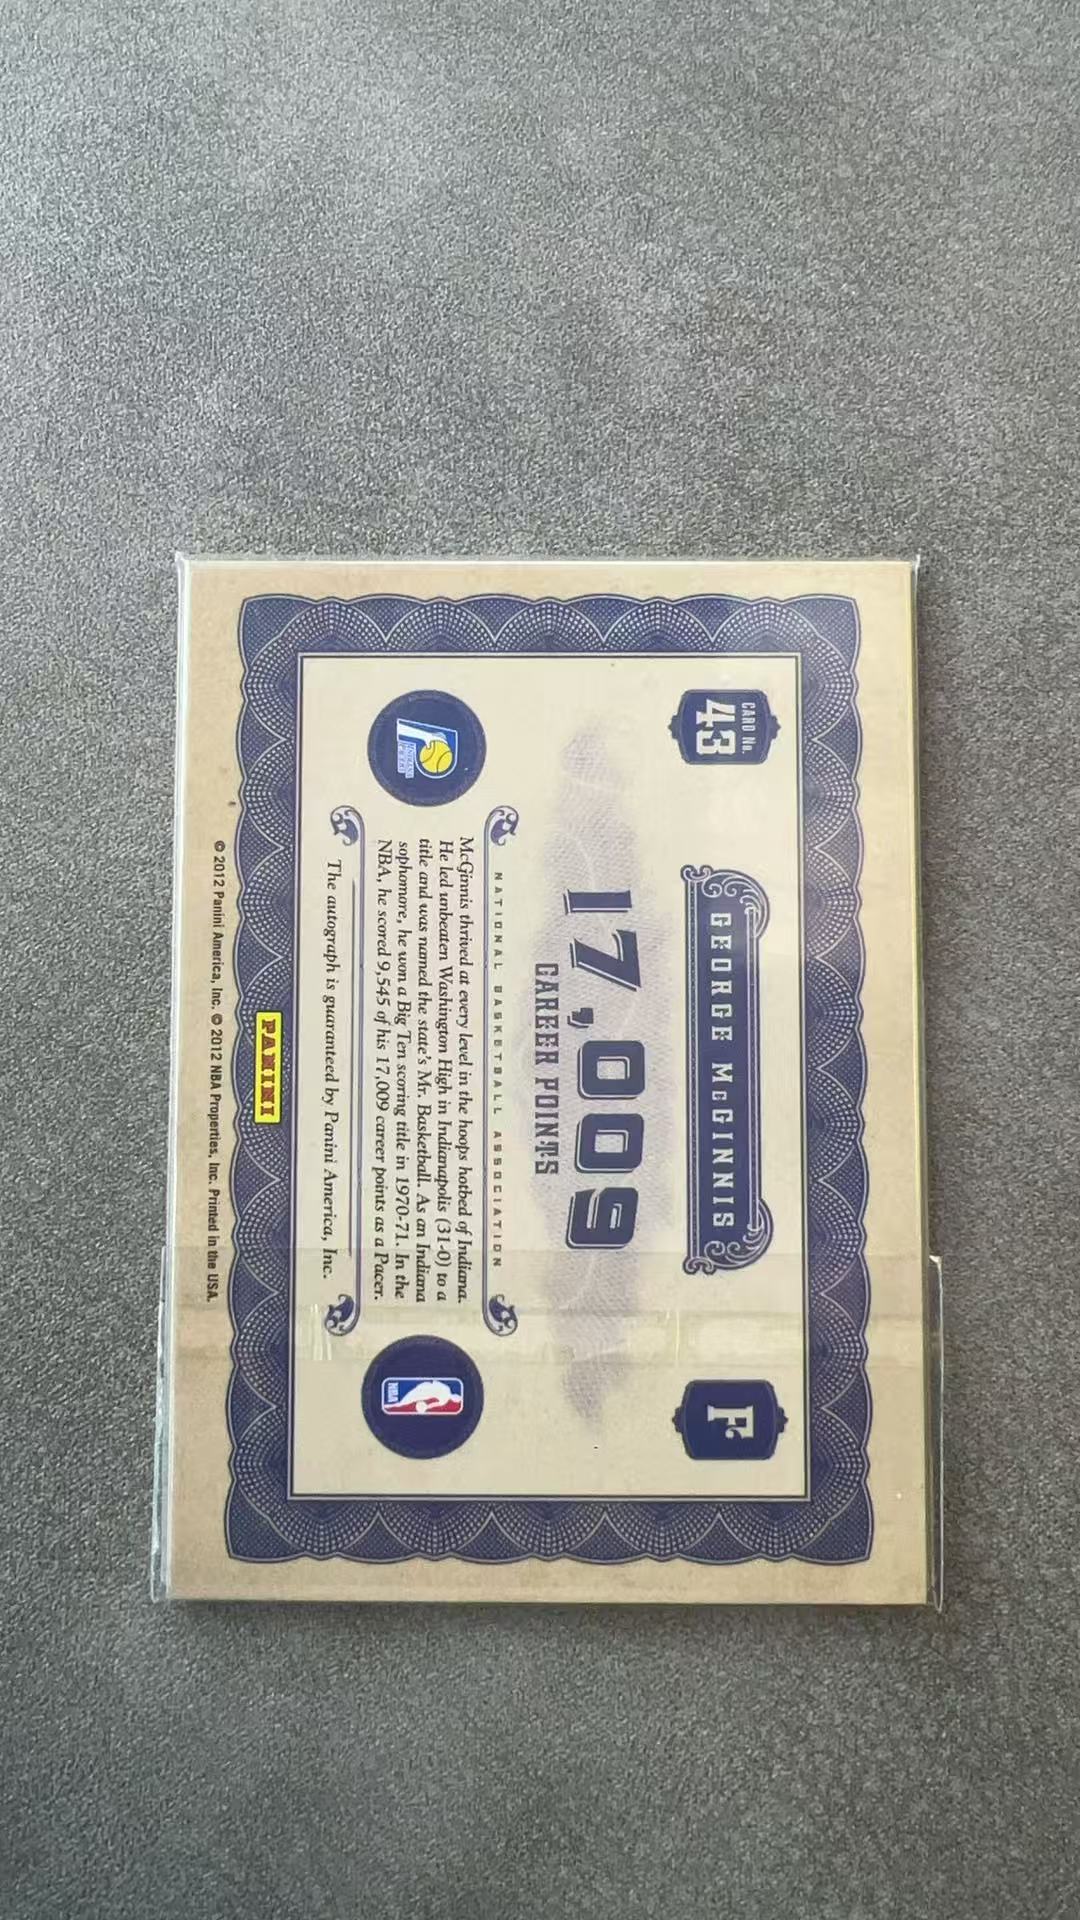 CARD No.
43
GEORGE McGINNIS
F
17,009
CAREER POINTS
NATIONAL BASKETBALL ASSOCIATION
McGinnis thrived at every level in the hoops hotbed of Indiana.
He led unbeaten Washington High in Indianapolis (31-0) to a
title and was named the state's Mr. Basketball. As an Indiana
sophomore, he won a Big Ten scoring title in 1970-71. In the
NBA, he scored 9,545 of his 17,009 career points as a Pacer.
The autograph is guaranteed by Panini America, Inc.
NBA
PANINI
© 2012 Panini America, Inc. © 2012 NBA Properties, Inc. Printed in the USA.